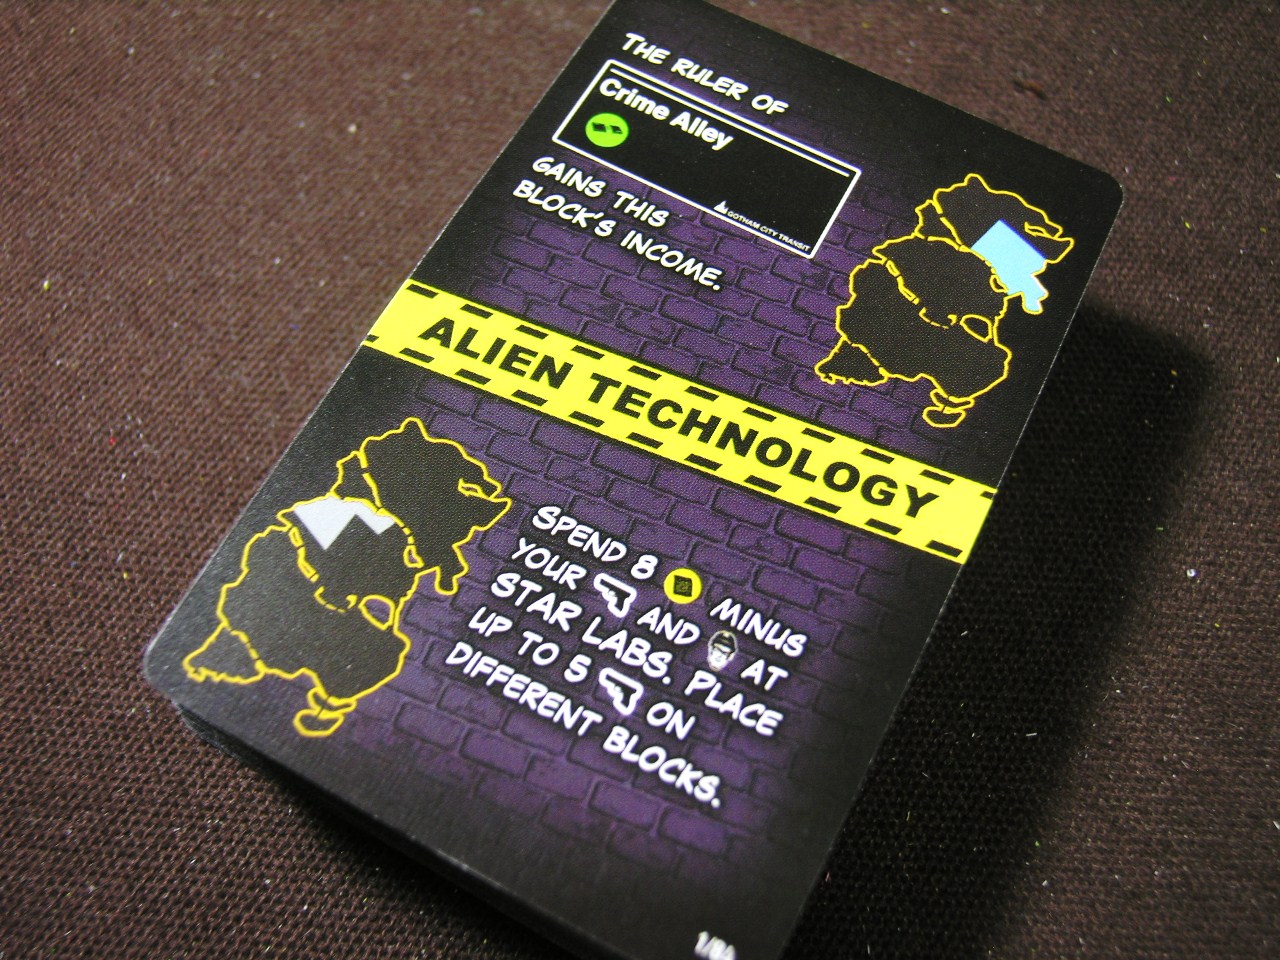 THE RULER OF
Crime Alley
GOTHAM CITY TRANSIT
GAINS THIS
BLOCK'S INCOME.
ALIEN TECHNOLOGY
SPEND 8 MINUS
YOUR AND AT
STAR LABS. PLACE
UP TO 5 ON
DIFFERENT BLOCKS.